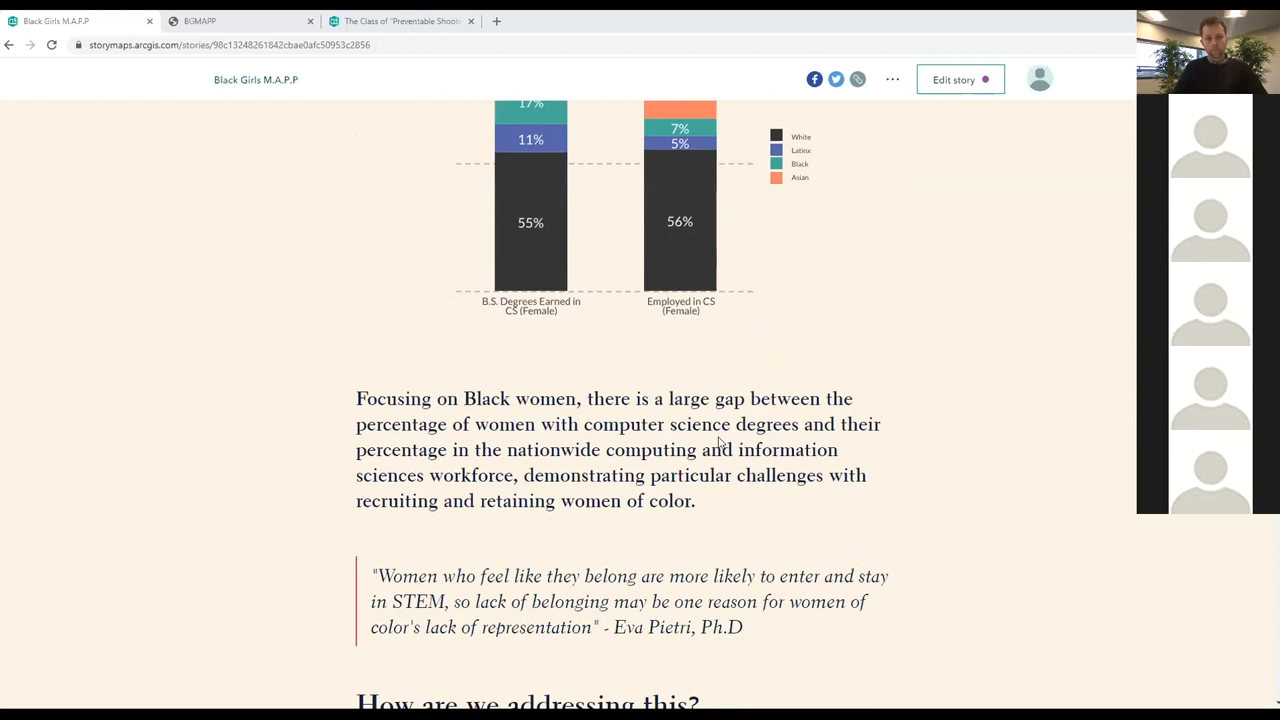 Black Girls M.A.P.P
BGMAPP
The Class of "Preventable Shooti
storymaps.arcgis.com/stories/98c13248261842cbae0afc50953c2856
Black Girls M.A.P.P
Edit story
17%
11%
55%
7%
5%
56%
White
Latinx
Black
Asian
B.S. Degrees Earned in
CS (Female)
Employed in CS
(Female)
Focusing on Black women, there is a large gap between the
percentage of women with computer science degrees and their
percentage in the nationwide computing and information
sciences workforce, demonstrating particular challenges with
recruiting and retaining women of color.
"Women who feel like they belong are more likely to enter and stay
in STEM, so lack of belonging may be one reason for women of
color's lack of representation" - Eva Pietri, Ph.D
How are we addressing this?